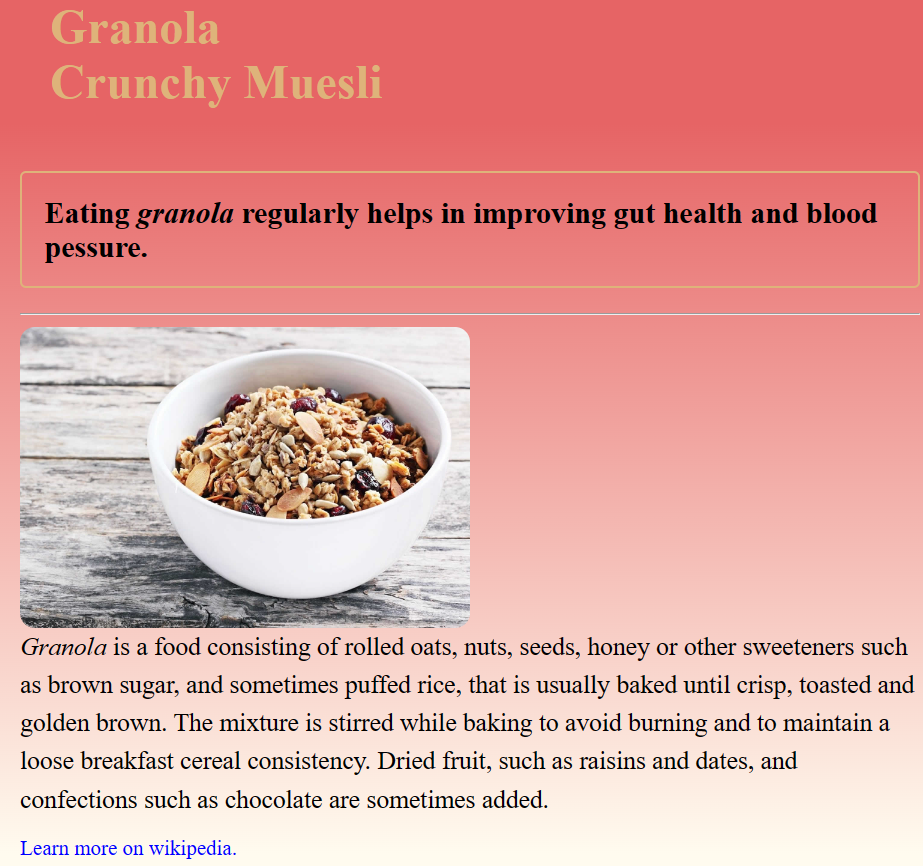 Granola
Crunchy Muesli
Eating granola regularly helps in improving gut health and blood
pessure.
Granola is a food consisting of rolled oats, nuts, seeds, honey or other sweeteners such
as brown sugar, and sometimes puffed rice, that is usually baked until crisp, toasted and
golden brown. The mixture is stirred while baking to avoid burning and to maintain a
loose breakfast cereal consistency. Dried fruit, such as raisins and dates, and
confections such as chocolate are sometimes added.
Learn more on wikipedia.